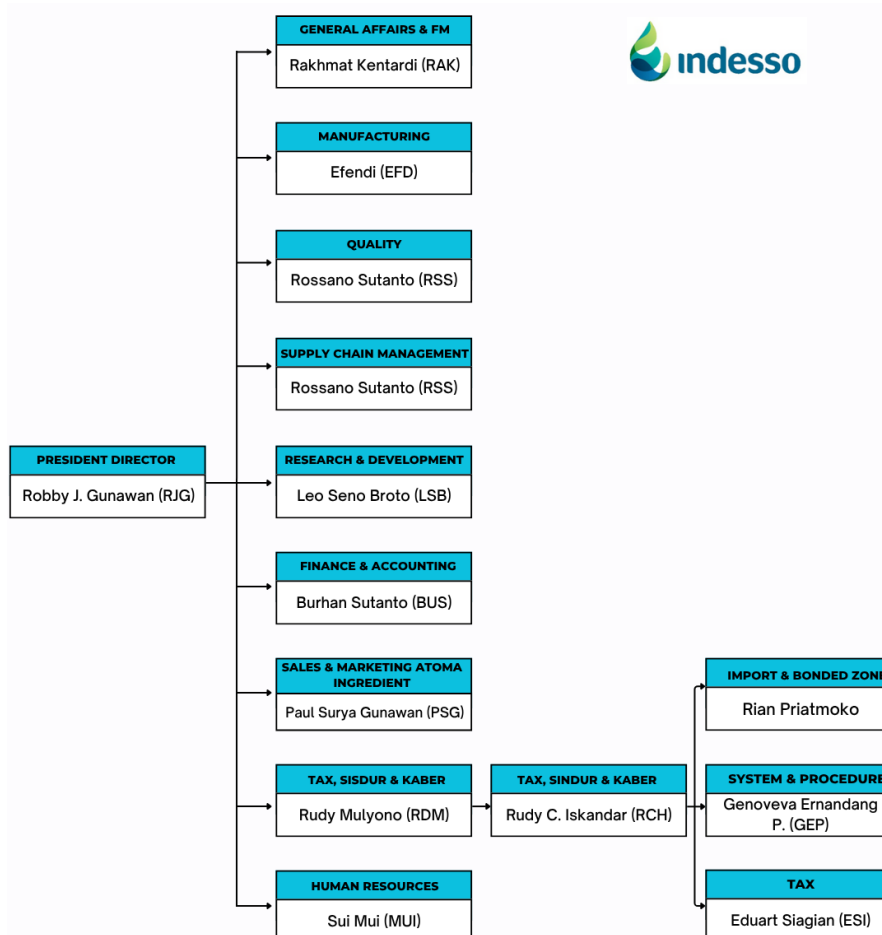 GENERAL AFFAIRS & FM
Rakhmat Kentardi (RAK)
indesso
MANUFACTURING
Efendi (EFD)
QUALITY
Rossano Sutanto (RSS)
SUPPLY CHAIN MANAGEMENT
Rossano Sutanto (RSS)
PRESIDENT DIRECTOR
Robby J. Gunawan (RJG)
RESEARCH & DEVELOPMENT
Leo Seno Broto (LSB)
FINANCE & ACCOUNTING
Burhan Sutanto (BUS)
SALES & MARKETING ATOMA
INGREDIENT
Paul Surya Gunawan (PSG)
IMPORT & BONDED ZONE
Rian Priatmoko
TAX, SISDUR & KABER
Rudy Mulyono (RDM)
TAX, SINDUR & KABER
Rudy C. Iskandar (RCH)
SYSTEM & PROCEDURE
Genoveva Ernandang
P. (GEP)
HUMAN RESOURCES
Sui Mui (MUI)
TAX
Eduart Siagian (ESI)